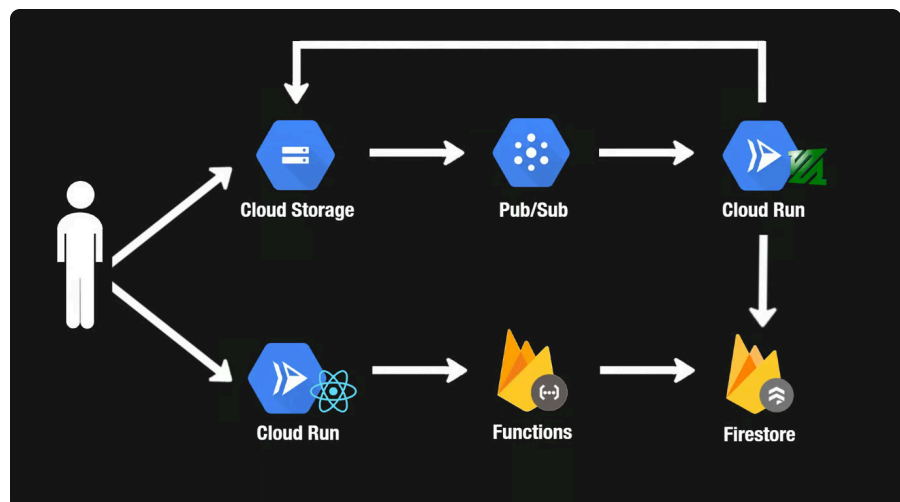 Cloud Storage
Pub/Sub
Cloud Run
Cloud Run
Functions
Firestore